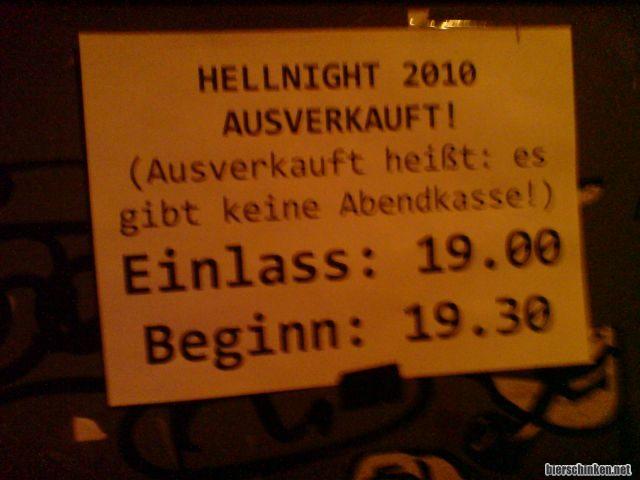 HELLNIGHT 2010
AUSVERKAUFT!
(Ausverkauft heißt: es
gibt keine Abendkasse!)
Einlass: 19.00
Beginn: 19.30
bierschinken.net